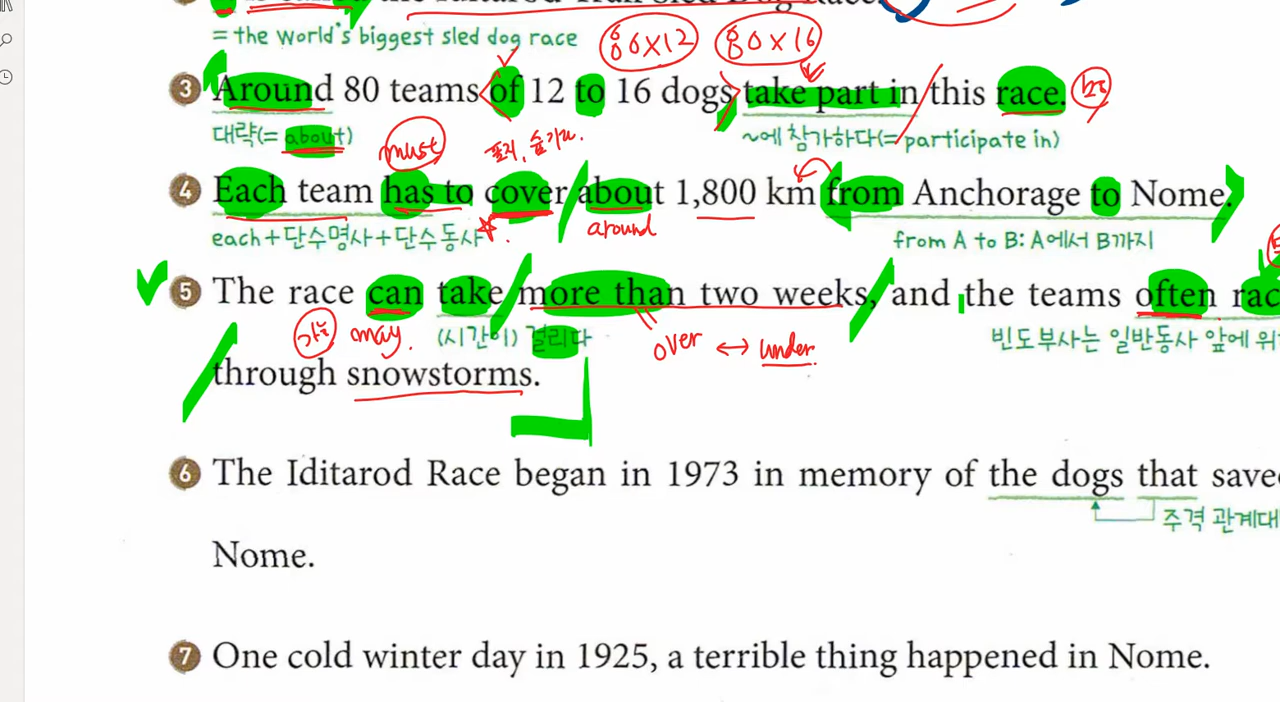 = the world's biggest sled dog race 80×12 80×16
③ Around 80 teams of 12 to 16 dogs take part in this race.
대략(= about) ~에 참가하다(= participate in)
must
④ Each team has to cover about 1,800 km from Anchorage to Nome.
each+단수명사+단수동사 around from A to B: A에서 B까지
⑤ The race can take more than two weeks, and the teams often rac
may. (시간이) 걸리다 over ↔ under 빈도부사는 일반동사 앞에 위
through snowstorms.
⑥ The Iditarod Race began in 1973 in memory of the dogs that save
주격 관계대
Nome.
⑦ One cold winter day in 1925, a terrible thing happened in Nome.